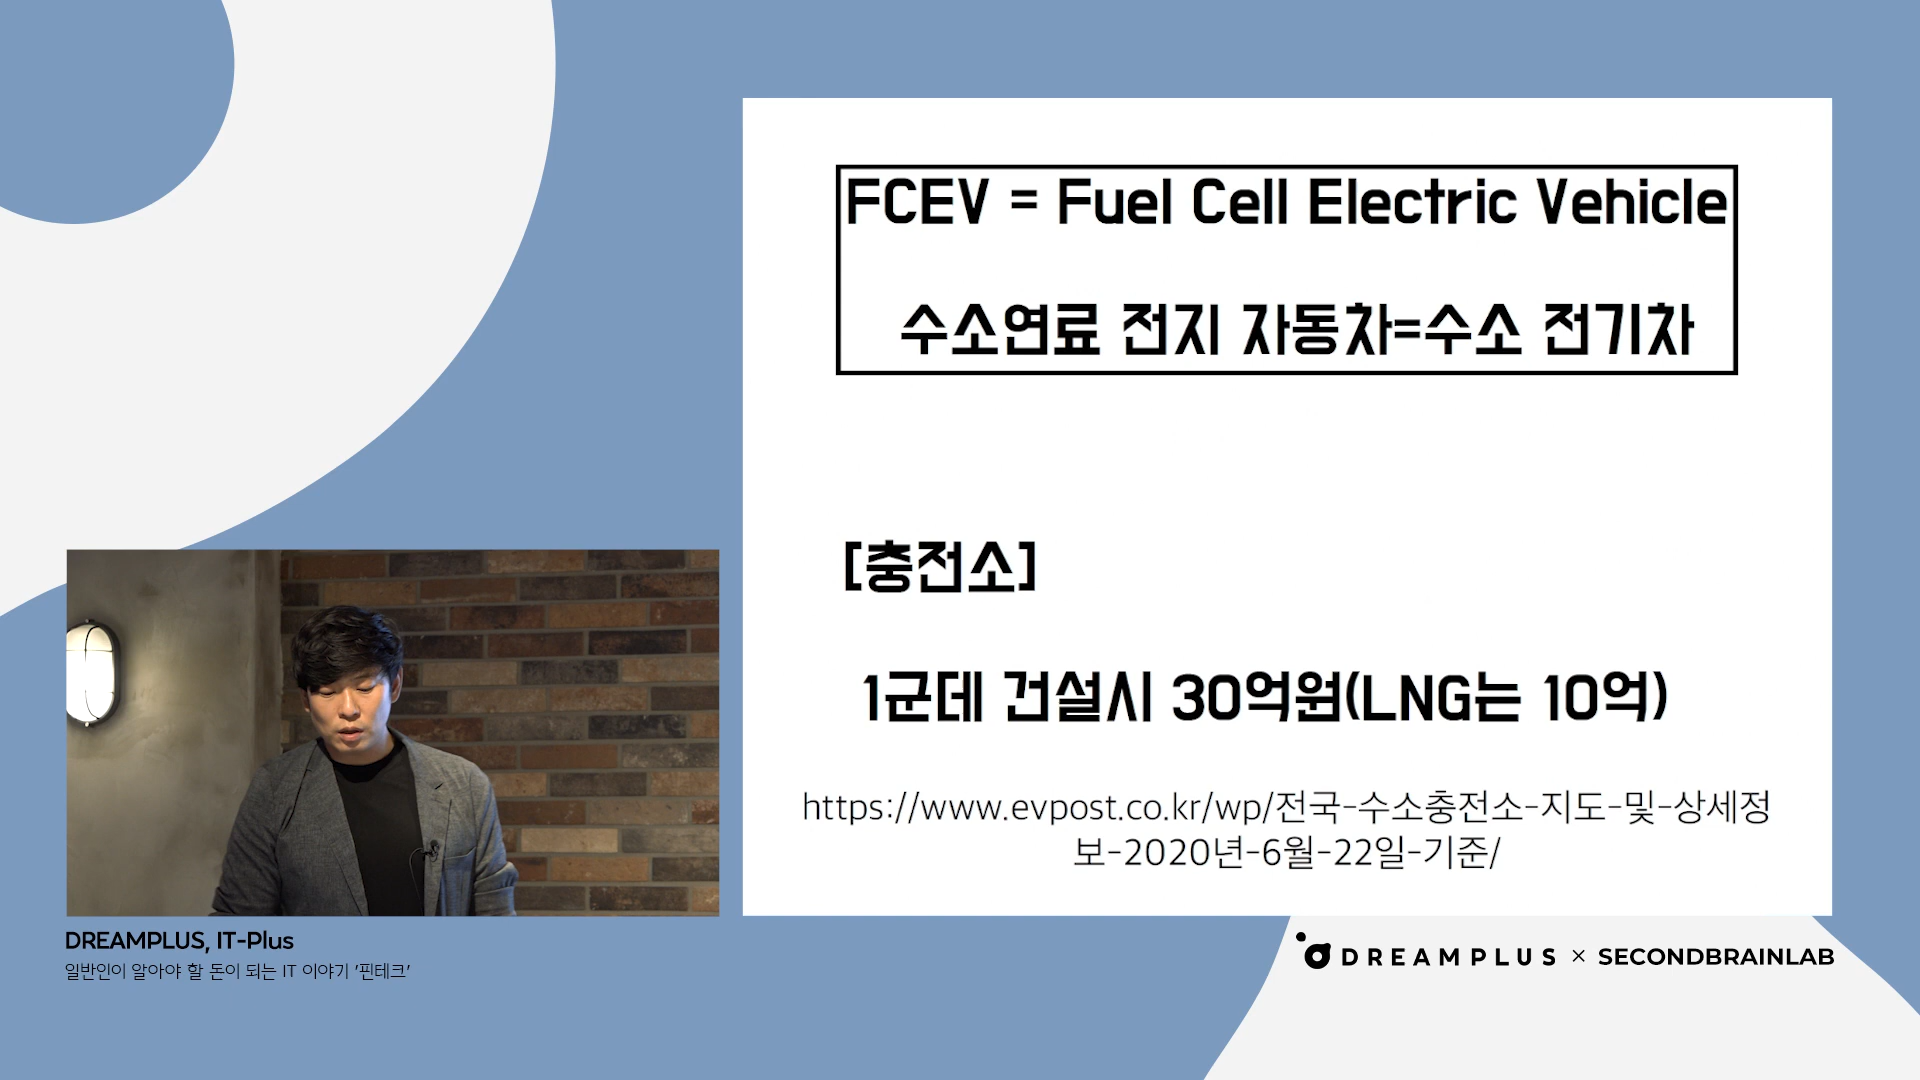 FCEV = Fuel Cell Electric Vehicle
수소연료 전지 자동차=수소 전기차
[충전소]
1군데 건설시 30억원(LNG는 10억)
https://www.evpost.co.kr/wp/전국-수소충전소-지도-및-상세정
보-2020년-6월-22일-기준/
DREAMPLUS, IT-Plus
일반인이 알아야 할 돈이 되는 IT 이야기 '핀테크'
DREAMPLUS × SECONDBRAINLAB